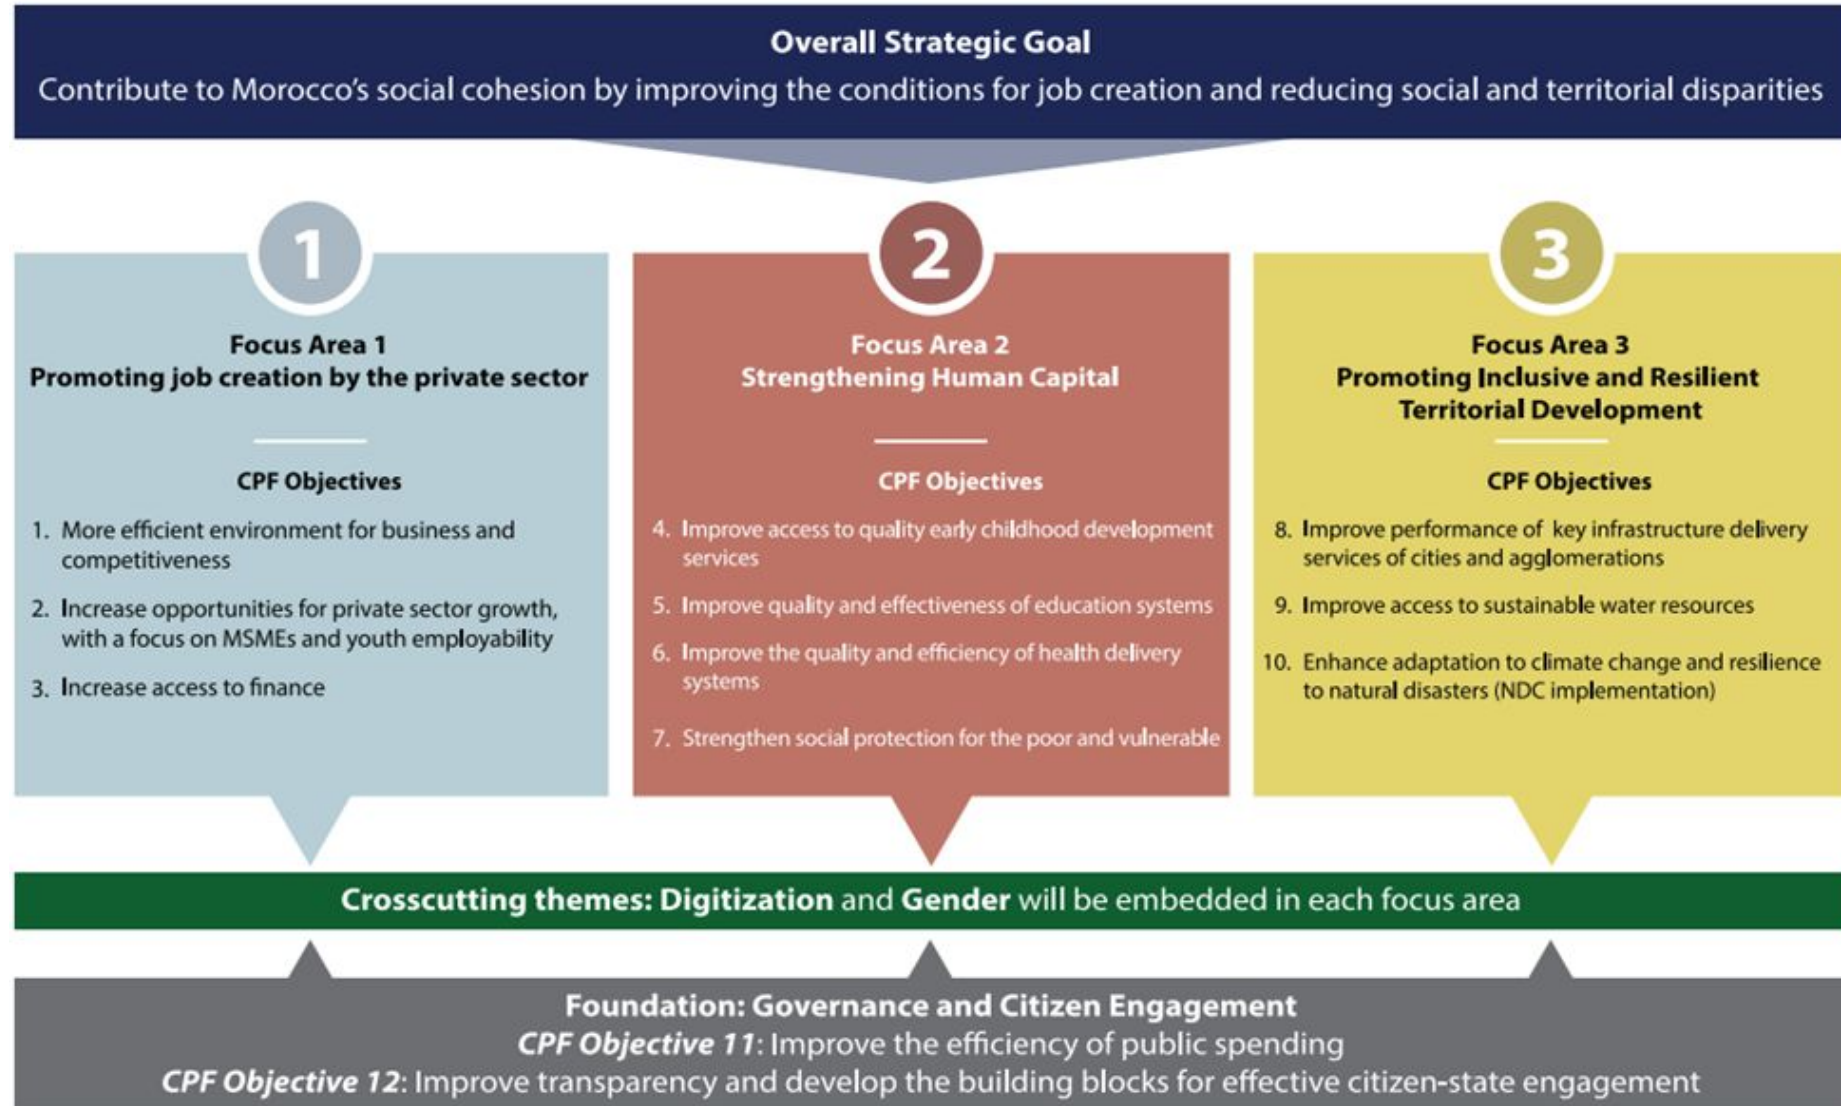 Overall Strategic Goal
Contribute to Morocco’s social cohesion by improving the conditions for job creation and reducing social and territorial disparities
1
Focus Area 1
Promoting job creation by the private sector
CPF Objectives
1. More efficient environment for business and
competitiveness
2. Increase opportunities for private sector growth,
with a focus on MSMEs and youth employability
3. Increase access to finance
2
Focus Area 2
Strengthening Human Capital
CPF Objectives
4. Improve access to quality early childhood development
services
5. Improve quality and effectiveness of education systems
6. Improve the quality and efficiency of health delivery
systems
7. Strengthen social protection for the poor and vulnerable
3
Focus Area 3
Promoting Inclusive and Resilient
Territorial Development
CPF Objectives
8. Improve performance of key infrastructure delivery
services of cities and agglomerations
9. Improve access to sustainable water resources
10. Enhance adaptation to climate change and resilience
to natural disasters (NDC implementation)
Crosscutting themes: Digitization and Gender will be embedded in each focus area
Foundation: Governance and Citizen Engagement
CPF Objective 11: Improve the efficiency of public spending
CPF Objective 12: Improve transparency and develop the building blocks for effective citizen-state engagement